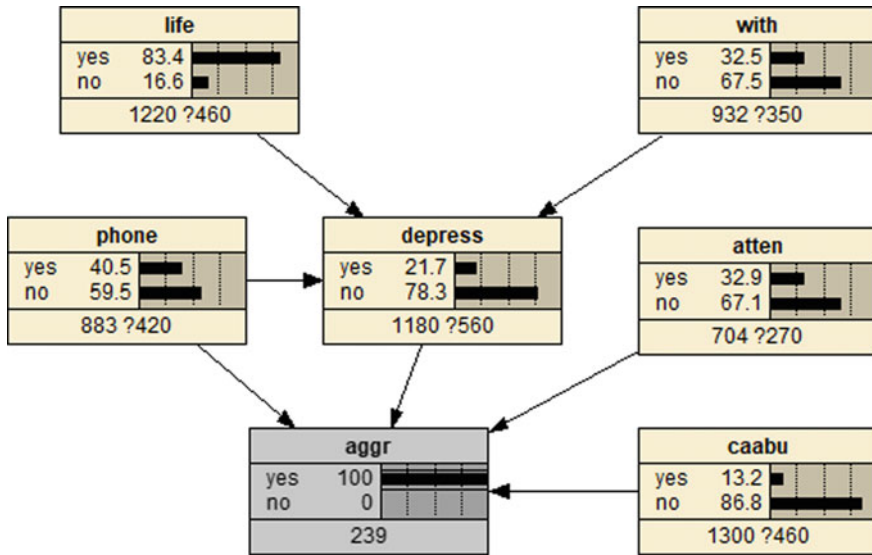 life
yes 83.4
no 16.6
1220 ?460
with
yes 32.5
no 67.5
932 ?350
phone
yes 40.5
no 59.5
883 ?420
depress
yes 21.7
no 78.3
1180 ?560
atten
yes 32.9
no 67.1
704 ?270
aggr
yes 100
no 0
239
caabu
yes 13.2
no 86.8
1300 ?460